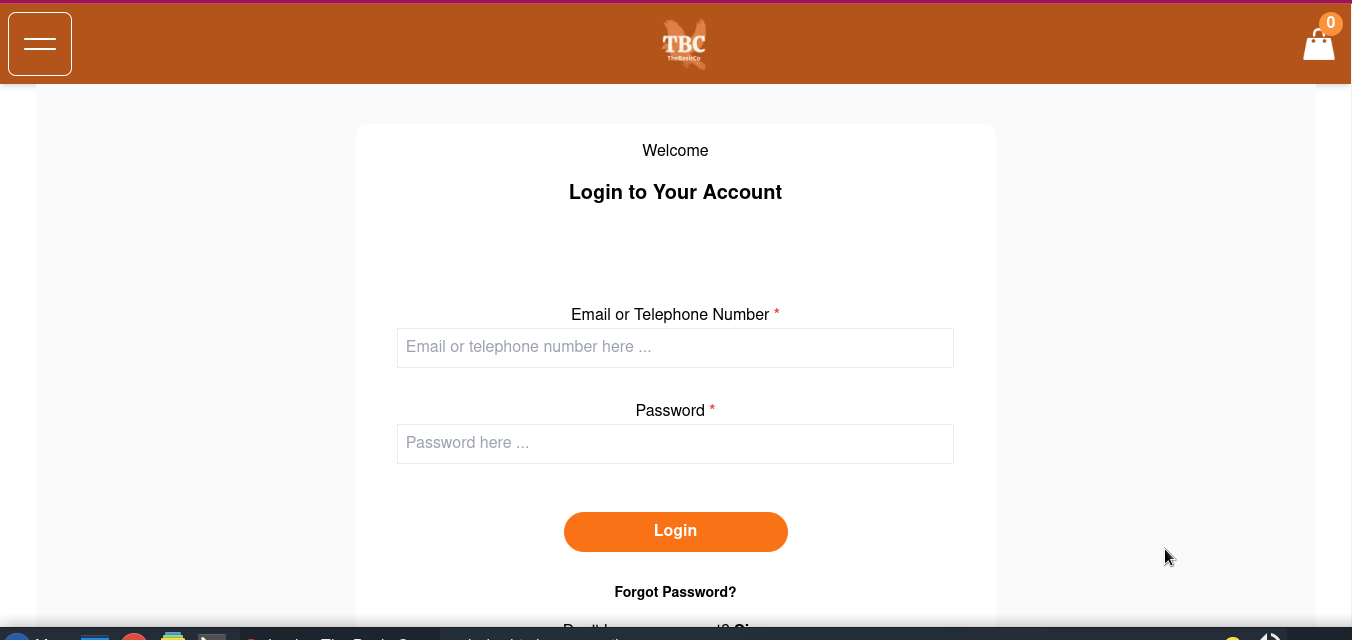 0
TBC
TheBasicCo
Welcome
Login to Your Account
Email or Telephone Number *
Email or telephone number here ...
Password *
Password here ...
Login
Forgot Password?